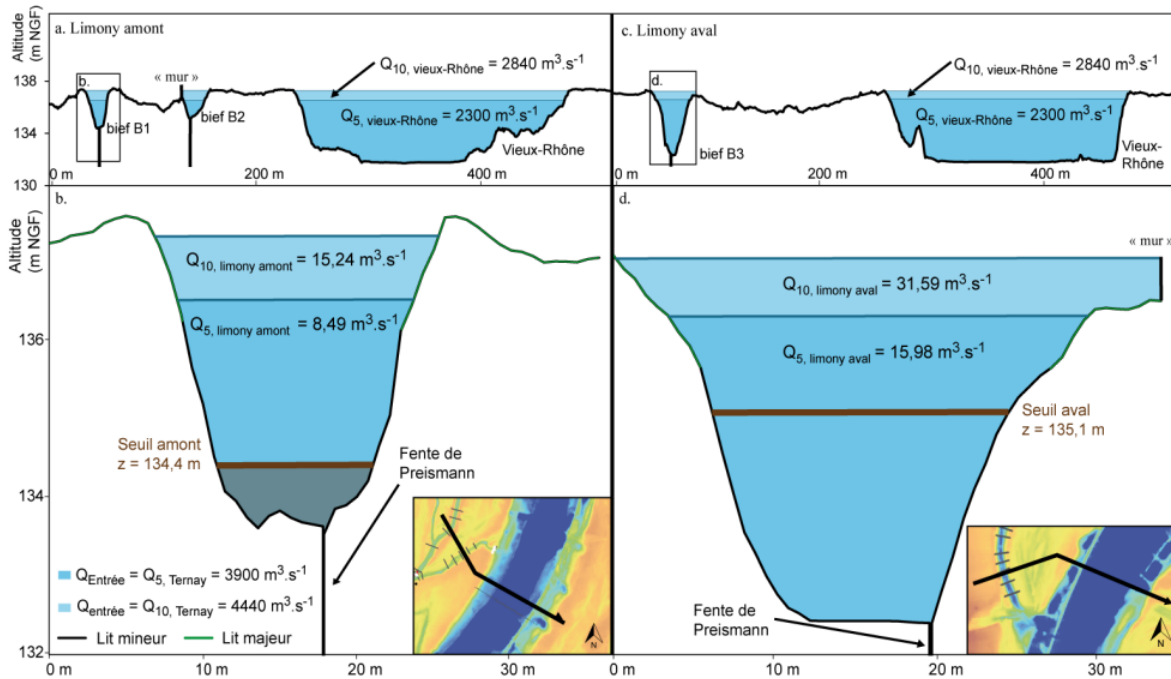 Altitude
(m NGF)
a. Limony amont
Q10, vieux-Rhône = 2840 m³.s⁻¹
138
b.
« mur »
Q5, vieux-Rhône = 2300 m³.s⁻¹
134
bief B1
bief B2
Vieux-Rhône
0 m
200 m
400 m
130
c. Limony aval
Q10, vieux-Rhône = 2840 m³.s⁻¹
d.
Q5, vieux-Rhône = 2300 m³.s⁻¹
bief B3
Vieux-
Rhône
0 m
200 m
400 m
Altitude
(m NGF)
b.
Q10, limony amont = 15,24 m³.s⁻¹
Q5, limony amont = 8,49 m³.s⁻¹
136
Seuil amont
z = 134,4 m
Fente de
Preismann
134
QEntrée = Q5, Ternay = 3900 m³.s⁻¹
Qentrée = Q10, Ternay = 4440 m³.s⁻¹
Lit mineur
Lit majeur
N
132
0 m
10 m
20 m
30 m
d.
« mur »
Q10, limony aval = 31,59 m³.s⁻¹
Q5, limony aval = 15,98 m³.s⁻¹
Seuil aval
z = 135,1 m
Fente de
Preismann
N
0 m
10 m
20 m
30 m